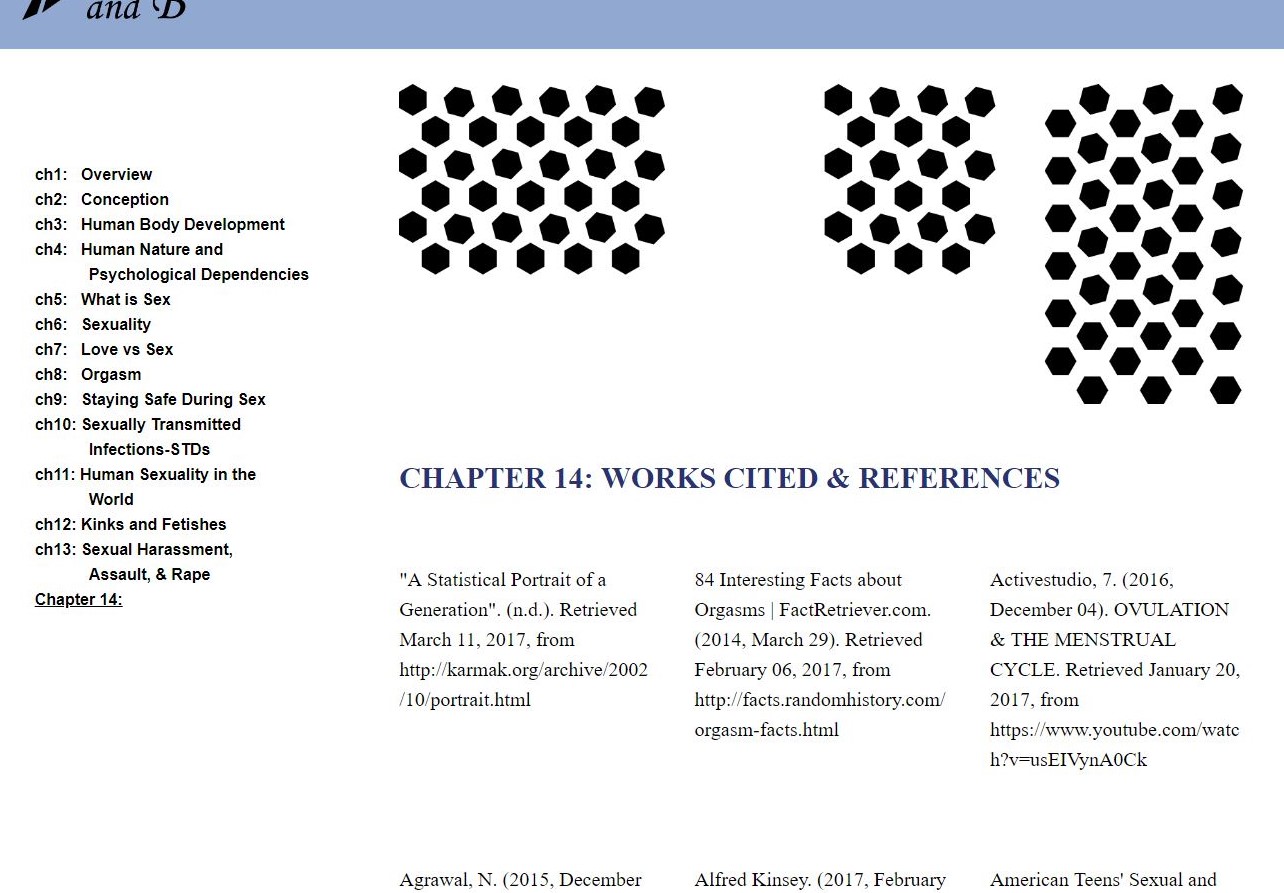 and B
ch1: Overview
ch2: Conception
ch3: Human Body Development
ch4: Human Nature and
Psychological Dependencies
ch5: What is Sex
ch6: Sexuality
ch7: Love vs Sex
ch8: Orgasm
ch9: Staying Safe During Sex
ch10: Sexually Transmitted
Infections-STDs
ch11: Human Sexuality in the
World
ch12: Kinks and Fetishes
ch13: Sexual Harassment,
Assault, & Rape
Chapter 14:
CHAPTER 14: WORKS CITED & REFERENCES
"A Statistical Portrait of a
Generation". (n.d.). Retrieved
March 11, 2017, from
http://karmak.org/archive/2002
/10/portrait.html
84 Interesting Facts about
Orgasms | FactRetriever.com.
(2014, March 29). Retrieved
February 06, 2017, from
http://facts.randomhistory.com/
orgasm-facts.html
Activestudio, 7. (2016,
December 04). OVULATION
& THE MENSTRUAL
CYCLE. Retrieved January 20,
2017, from
https://www.youtube.com/watc
h?v=usEIVynA0Ck
Agrawal, N. (2015, December
Alfred Kinsey. (2017, February
American Teens' Sexual and